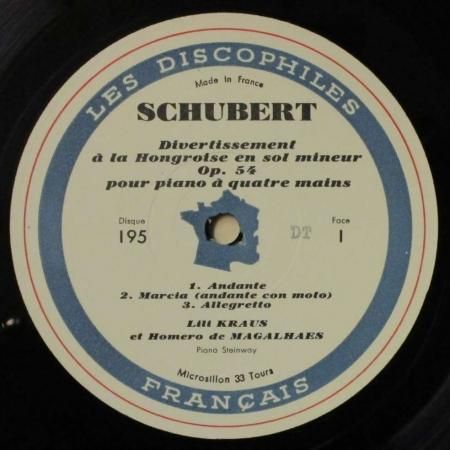 LES DISCOPHILES
Made in France
SCHUBERT
Divertissement
à la Hongroise en sol mineur
Op. 54
pour piano à quatre mains
Disque
195
DT
Face
1
1. Andante
2. Marcia (andante con moto)
3. Allegretto
Lili KRAUS
et Homero de MAGALHAES
Piano Steinway
Microsillon 33 Tours
FRANÇAIS